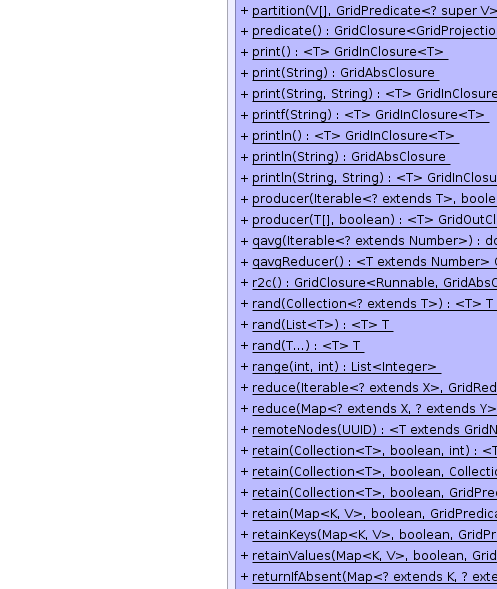 + partition(V[], GridPredicate<? super V>
+ predicate() : GridClosure<GridProjectio
+ print() : <T> GridInClosure<T>
+ print(String) : GridAbsClosure
+ print(String, String) : <T> GridInClosure
+ printf(String) : <T> GridInClosure<T>
+ println() : <T> GridInClosure<T>
+ println(String) : GridAbsClosure
+ println(String, String) : <T> GridInClosu
+ producer(Iterable<? extends T>, boole
+ producer(T[], boolean) : <T> GridOutCl
+ qavg(Iterable<? extends Number>) : do
+ qavgReducer() : <T extends Number> G
+ r2c() : GridClosure<Runnable, GridAbsC
+ rand(Collection<? extends T>) : <T> T
+ rand(List<T>) : <T> T
+ rand(T...) : <T> T
+ range(int, int) : List<Integer>
+ reduce(Iterable<? extends X>, GridRed
+ reduce(Map<? extends X, ? extends Y>
+ remoteNodes(UUID) : <T extends GridN
+ retain(Collection<T>, boolean, int) : <T
+ retain(Collection<T>, boolean, Collectio
+ retain(Collection<T>, boolean, GridPred
+ retain(Map<K, V>, boolean, GridPredica
+ retainKeys(Map<K, V>, boolean, GridPr
+ retainValues(Map<K, V>, boolean, Grid
+ returnIfAbsent(Map<? extends K, ? exte